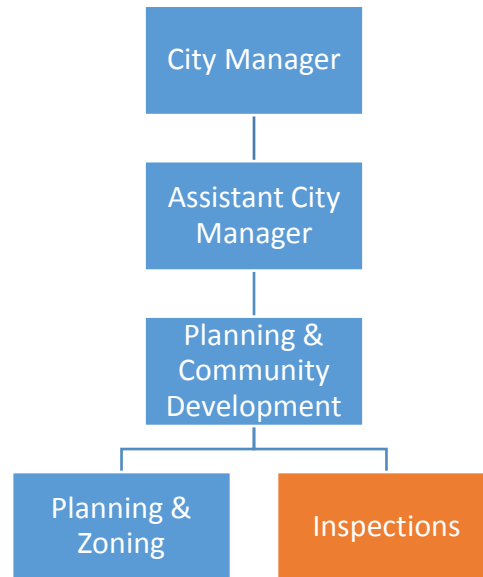 City Manager
Assistant City
Manager
Planning &
Community
Development
Planning &
Zoning
Inspections